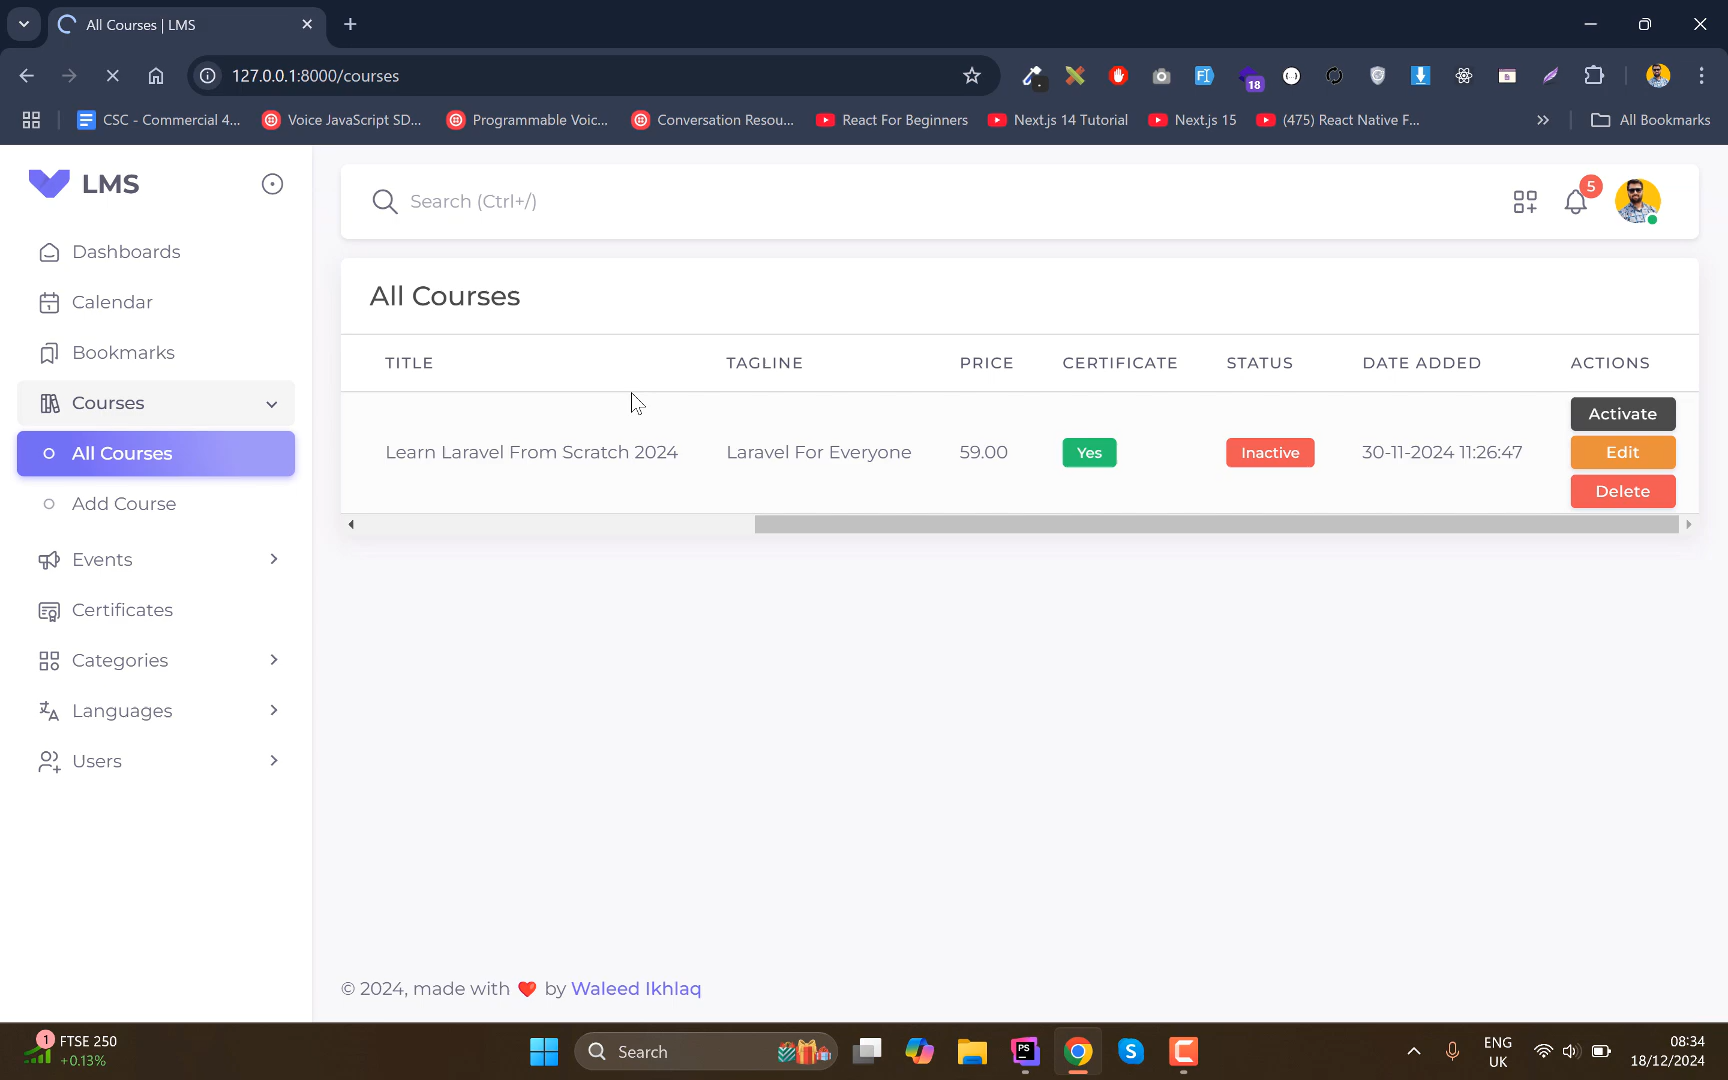 All Courses | LMS
127.0.0.1:8000/courses
18
CSC - Commercial 4...
Voice JavaScript SD...
Programmable Voic...
Conversation Resou...
React For Beginners
Next.js 14 Tutorial
Next.js 15
(475) React Native F...
All Bookmarks
LMS
Search (Ctrl+/)
5
Dashboards
Calendar
Bookmarks
Courses
All Courses
Add Course
Events
Certificates
Categories
Languages
Users
All Courses
TITLE TAGLINE PRICE CERTIFICATE STATUS DATE ADDED ACTIONS
Learn Laravel From Scratch 2024 Laravel For Everyone 59.00 Yes Inactive 30-11-2024 11:26:47
Activate
Edit
Delete
© 2024, made with ❤ by Waleed Ikhlaq
1
FTSE 250
+0.13%
Search
PS
ENG
UK
08:34
18/12/2024